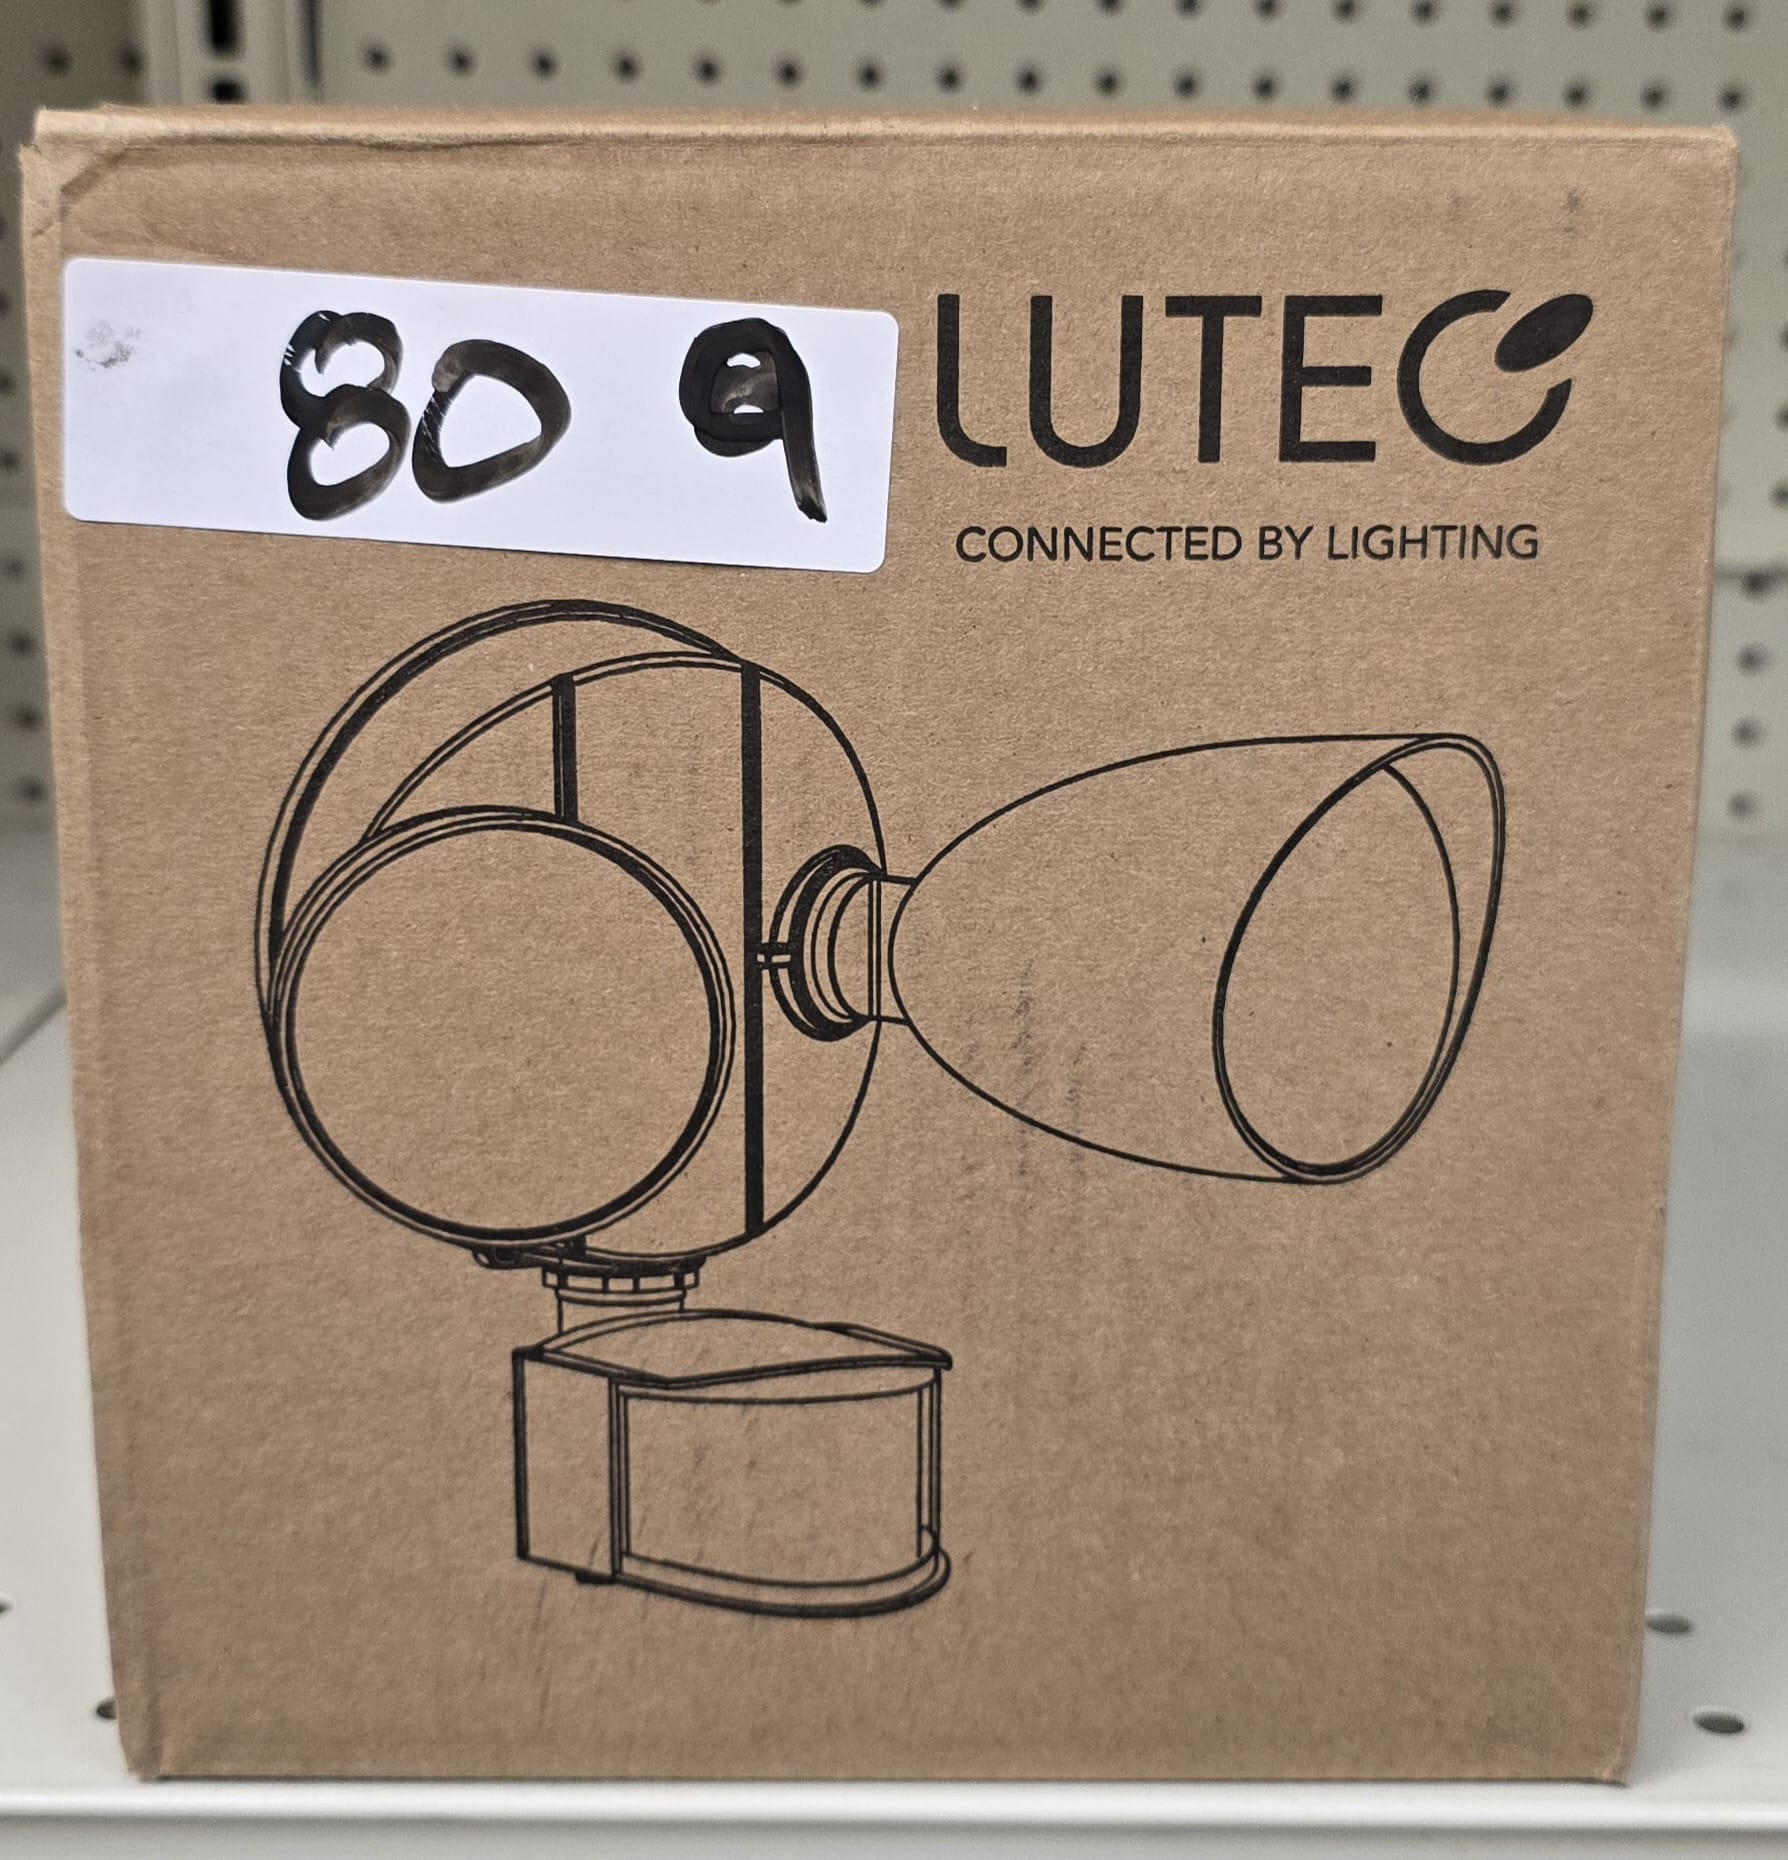 80 9
LUTEC
CONNECTED BY LIGHTING